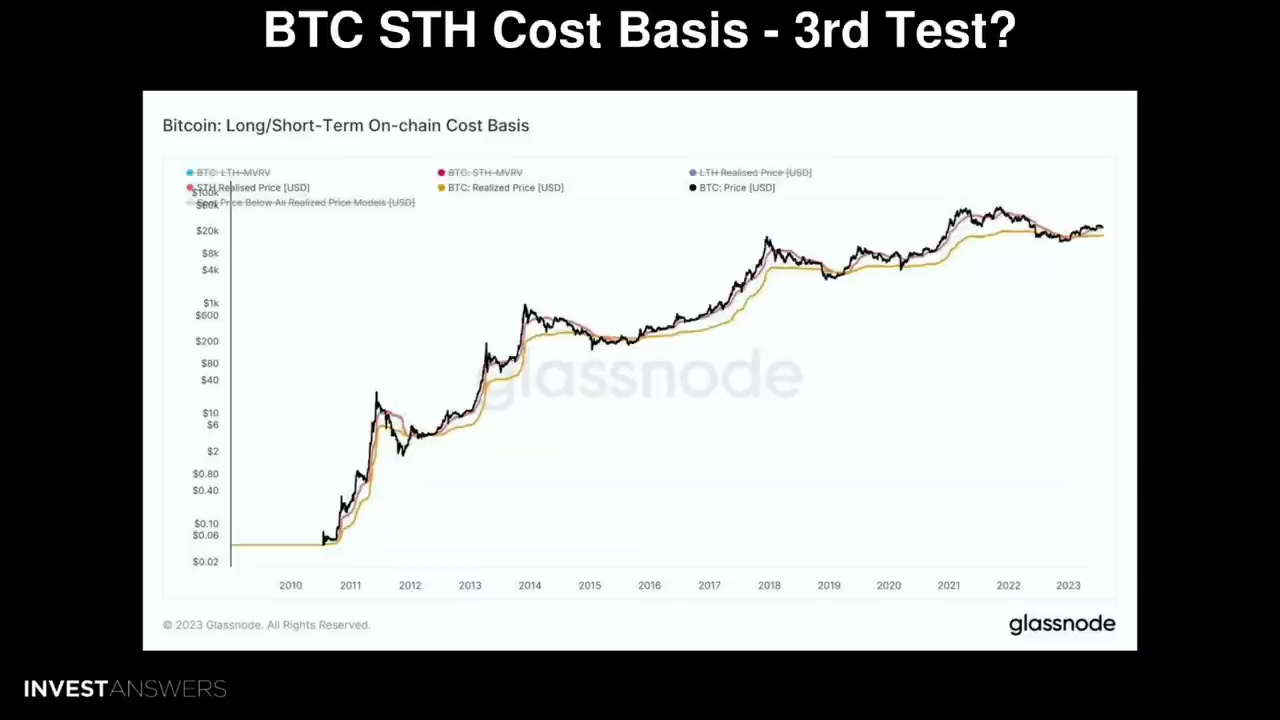 BTC STH Cost Basis - 3rd Test?
Bitcoin: Long/Short-Term On-chain Cost Basis
BTC: LTH-MVRV
BTC: STH-MVRV
LTH Realised Price [USD]
STH Realised Price [USD]
BTC: Realized Price [USD]
BTC: Price [USD]
Spot Price Below All Realized Price Models [USD]
$100k
$60k
$20k
$8k
$4k
$1k
$600
$200
$80
$40
$10
$6
$2
$0.80
$0.40
$0.10
$0.06
$0.02
glassnode
2010 2011 2012 2013 2014 2015 2016 2017 2018 2019 2020 2021 2022 2023
© 2023 Glassnode. All Rights Reserved.
glassnode
INVESTANSWERS